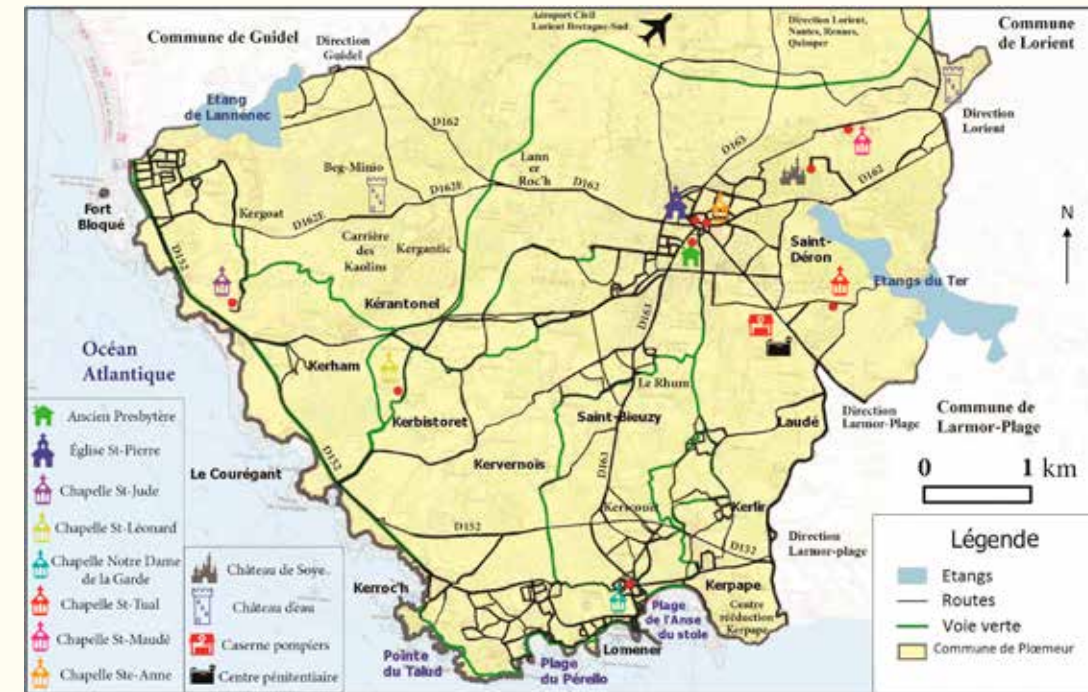 Commune de Guidel
Direction
Guidel
Aéroport Civil
Lorient Bretagne-Sud
Direction Lorient,
Nantes, Rennes,
Quimper
Commune
de Lorient
Etang
de Lannénec
D162
D163
Direction
Lorient
Beg-Minio
Lann
er
Roc'h
D162E
D162
D162
Fort
Bloqué
Kergoat
D162E
Carrière
des
Kaolins
Kergantic
Saint-
Déron
Etangs du Ter
N
D152
Kérantonel
D163
Océan
Atlantique
Kerham
Le Rhum
Kerbistoret
Saint-Bieuzy
Laudé
Direction
Larmor-Plage
Commune de
Larmor-Plage
Le Courégant
D152
Kervernois
D163
0 1 km
Kericouet
Kerlir
D152
D152
Direction
Larmor-plage
Kerroc'h
Kerpape
Centre
rééducation
Kerpape
Plage
de l'Anse
du stole
Lomener
Pointe
du Talud
Plage
du Pérello
Ancien Presbytère
Église St-Pierre
Chapelle St-Jude
Chapelle St-Léonard
Chapelle Notre Dame
de la Garde
Chapelle St-Tual
Chapelle St-Maudé
Chapelle Ste-Anne
Château de Soye.
Château d'eau
Caserne pompiers
Centre pénitentiaire
Légende
Etangs
Routes
Voie verte
Commune de Plœmeur